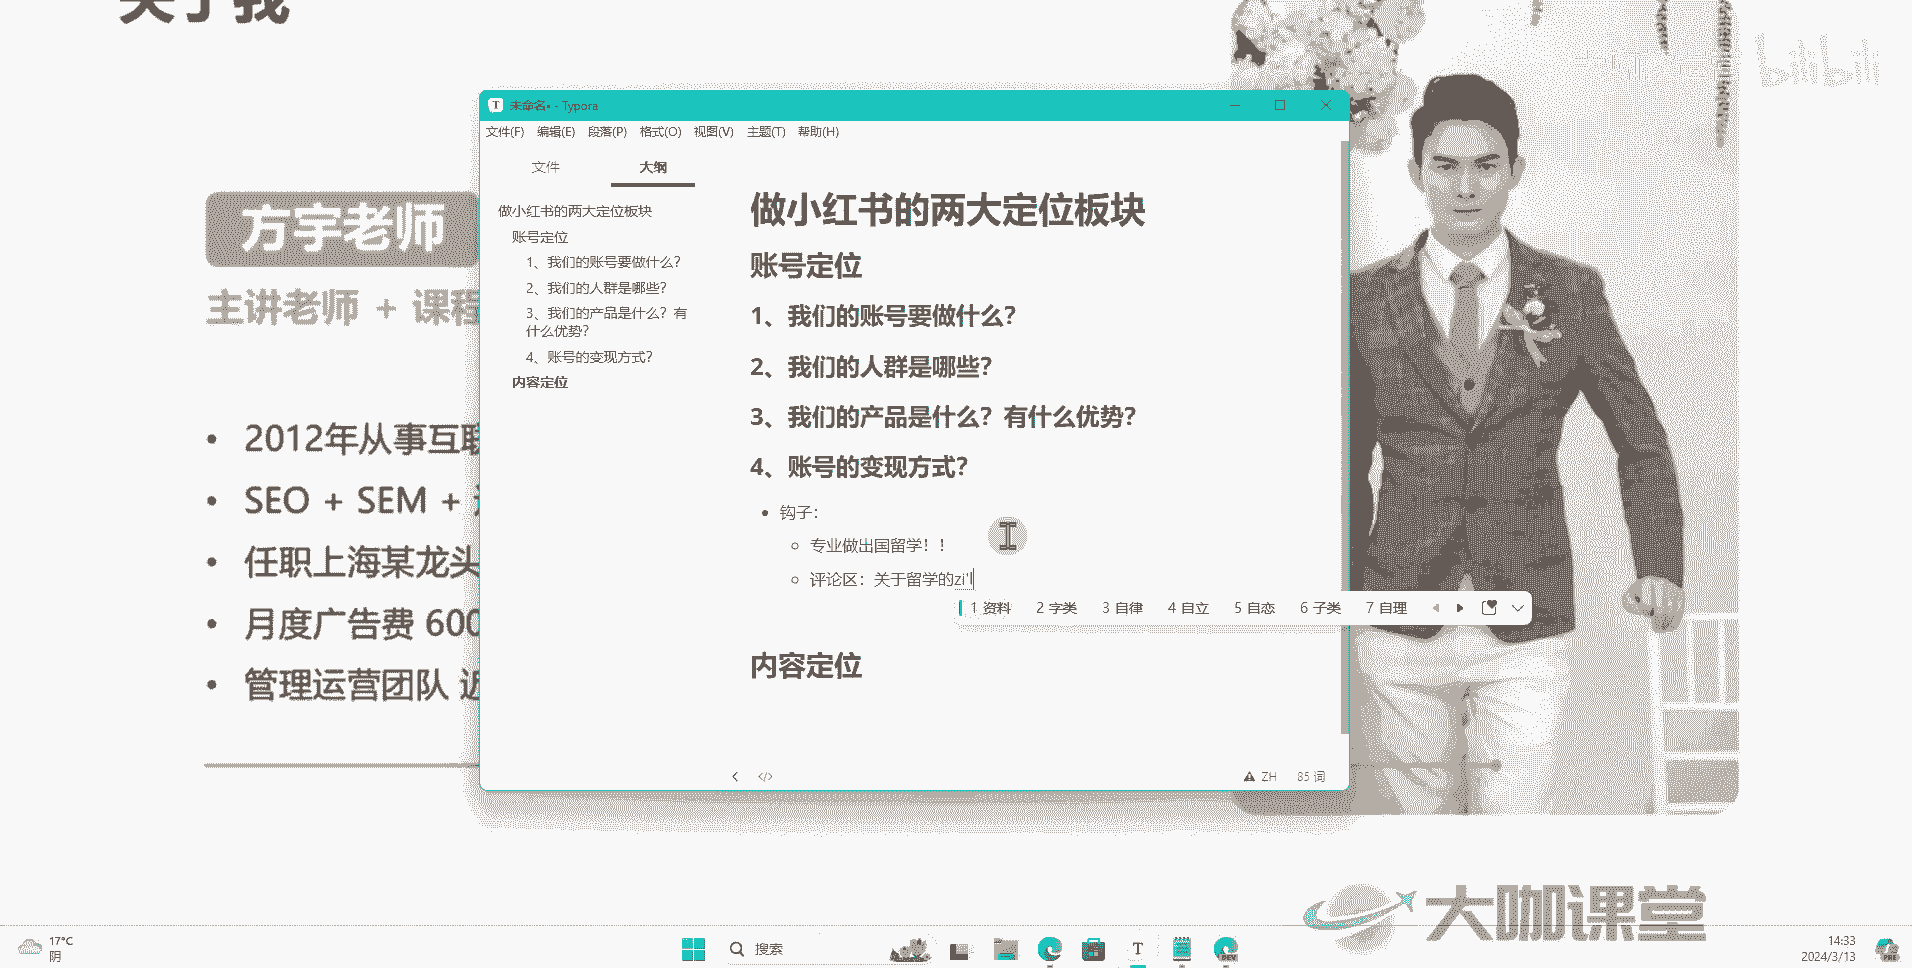 关于我
bilibili
方宇老师
主讲老师 + 课程
• 2012年从事互联
• SEO + SEM +
• 任职上海某龙头
• 月度广告费 600
• 管理运营团队
未命名• - Typora
文件(F) 编辑(E) 段落(P) 格式(O) 视图(V) 主题(T) 帮助(H)
文件 大纲
做小红书的两大定位板块
账号定位
1、我们的账号要做什么？
2、我们的人群是哪些？
3、我们的产品是什么？有
什么优势？
4、账号的变现方式？
内容定位
做小红书的两大定位板块
账号定位
1、我们的账号要做什么？
2、我们的人群是哪些？
3、我们的产品是什么？有什么优势？
4、账号的变现方式？
• 钩子：
专业做出国留学！！
评论区：关于留学的zi'l
1 资料 2 字类 3 自律 4 自立 5 自恋 6 子类 7 自理
内容定位
ZH 85 词
大咖课堂
17°C
阴
搜索
T
DEV
14:33
2024/3/13
PRE